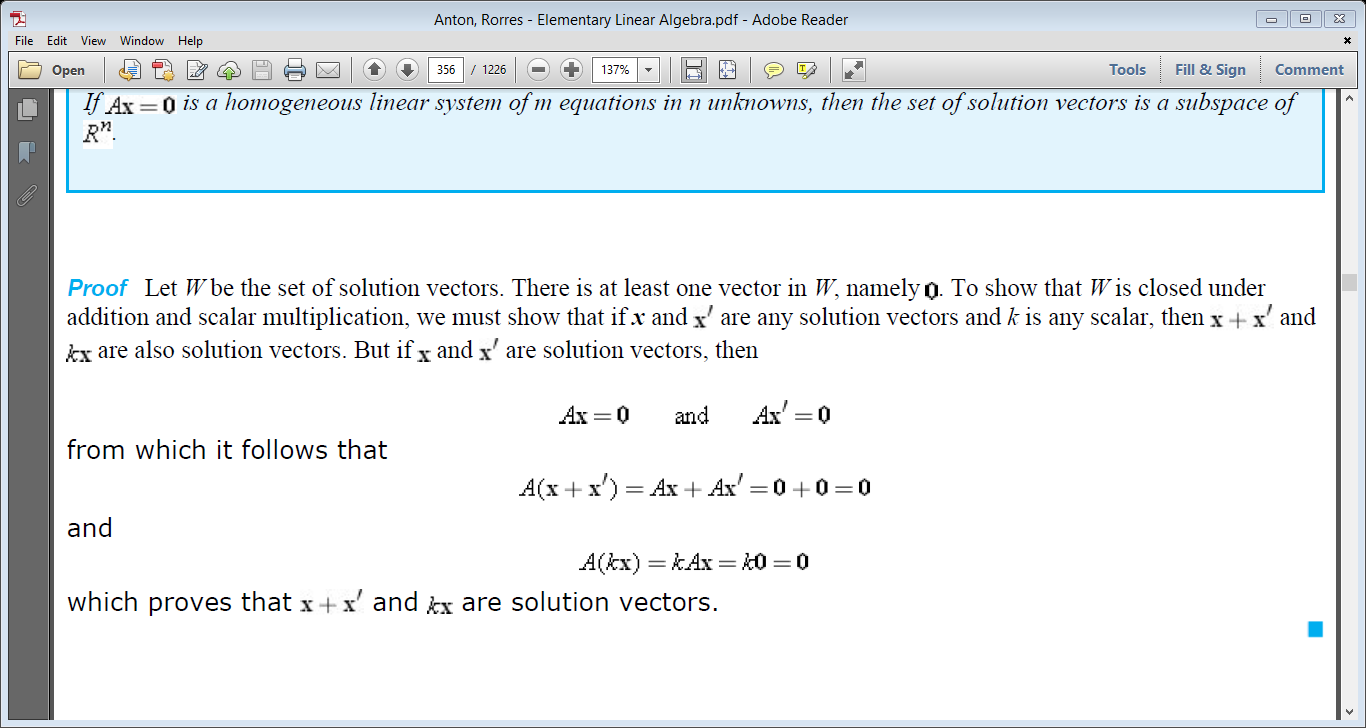 Anton, Rorres - Elementary Linear Algebra.pdf - Adobe Reader
File Edit View Window Help
Open 356 / 1226 137% Tools Fill & Sign Comment
If Ax = 0 is a homogeneous linear system of m equations in n unknowns, then the set of solution vectors is a subspace of
Rⁿ.
Proof Let W be the set of solution vectors. There is at least one vector in W, namely 0. To show that W is closed under
addition and scalar multiplication, we must show that if x and x′ are any solution vectors and k is any scalar, then x + x′ and
kx are also solution vectors. But if x and x′ are solution vectors, then
Ax = 0 and Ax′ = 0
from which it follows that
A(x + x′) = Ax + Ax′ = 0 + 0 = 0
and
A(kx) = kAx = k0 = 0
which proves that x + x′ and kx are solution vectors.